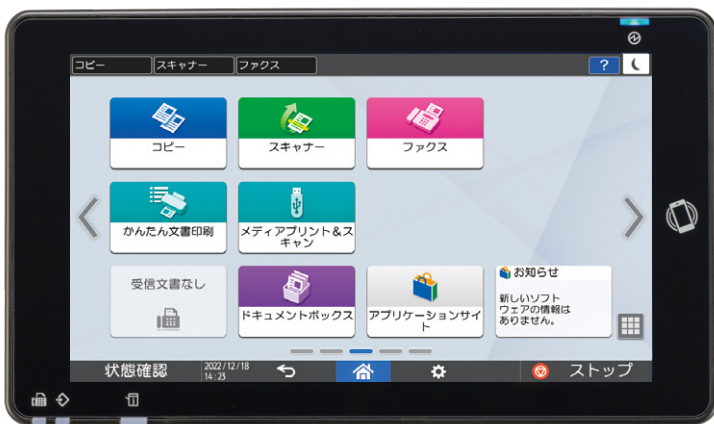 コピー
スキャナー
ファクス
?
コピー
スキャナー
ファクス
かんたん文書印刷
メディアプリント&ス
キャン
受信文書なし
ドキュメントボックス
アプリケーションサイ
ト
お知らせ
新しいソフト
ウェアの情報は
ありません。
状態確認
2022/12/18
14:23
ストップ